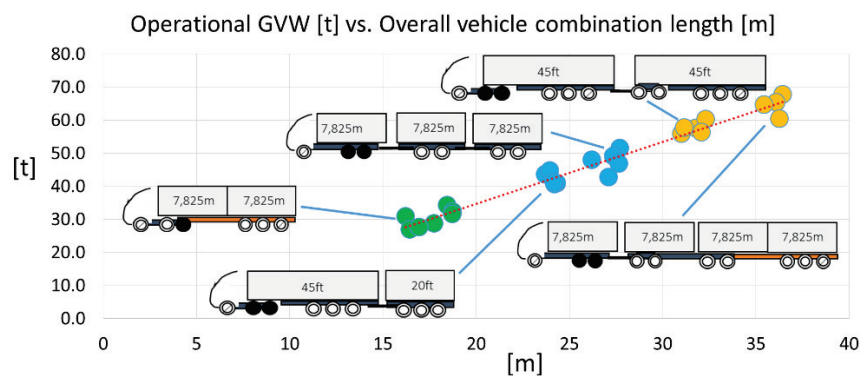 Operational GVW [t] vs. Overall vehicle combination length [m]
80.0
70.0
60.0
50.0
40.0
30.0
20.0
10.0
0.0
[t]
45ft 45ft
7,825m 7,825m 7,825m
7,825m 7,825m
7,825m 7,825m 7,825m 7,825m
45ft 20ft
0 5 10 15 20 25 30 35 40
[m]